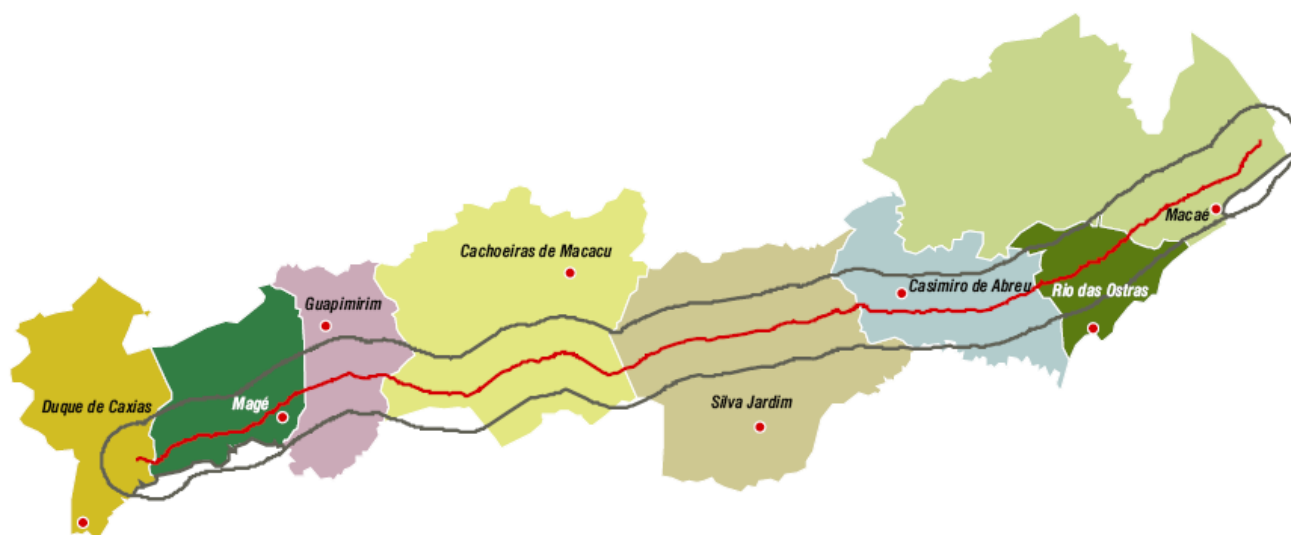 Duque de Caxias
Magé
Guapimirim
Cachoeiras de Macacu
Silva Jardim
Casimiro de Abreu
Rio das Ostras
Macaé